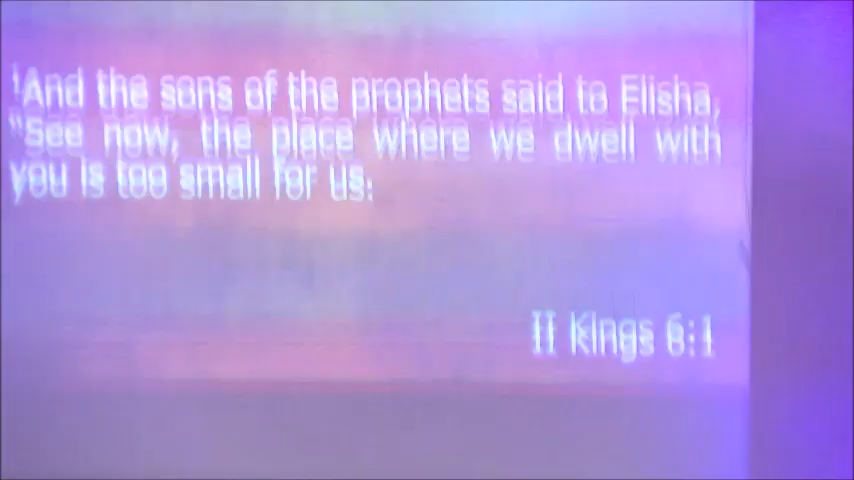 ¹And the sons of the prophets said to Elisha,
"See now, the place where we dwell with
you is too small for us.
II Kings 6:1